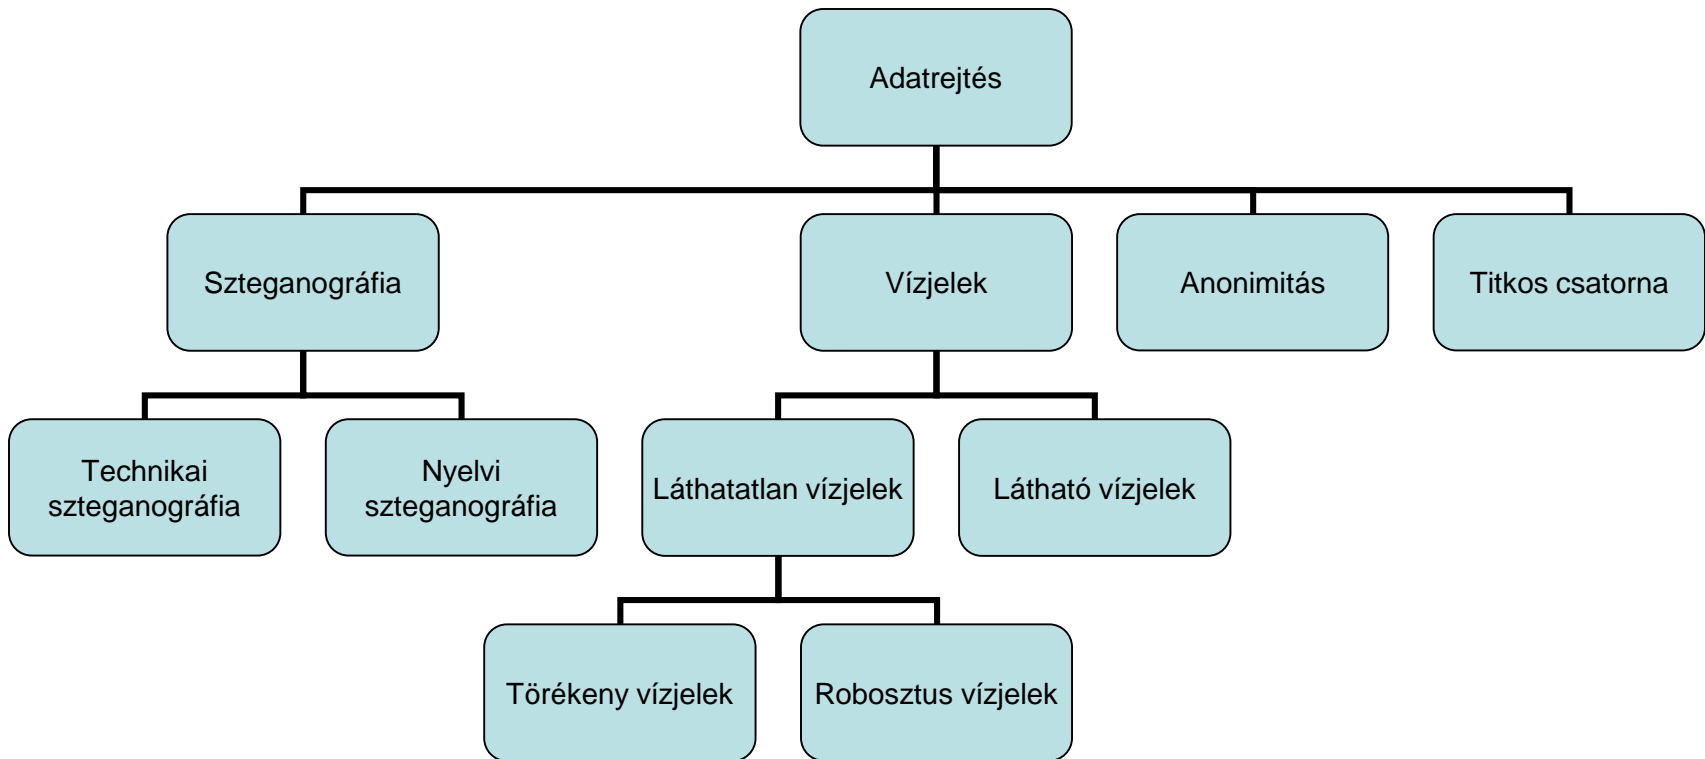 Adatrejtés
Szteganográfia
Vízjelek
Anonimitás
Titkos csatorna
Technikai
szteganográfia
Nyelvi
szteganográfia
Láthatatlan vízjelek
Látható vízjelek
Törékeny vízjelek
Robosztus vízjelek